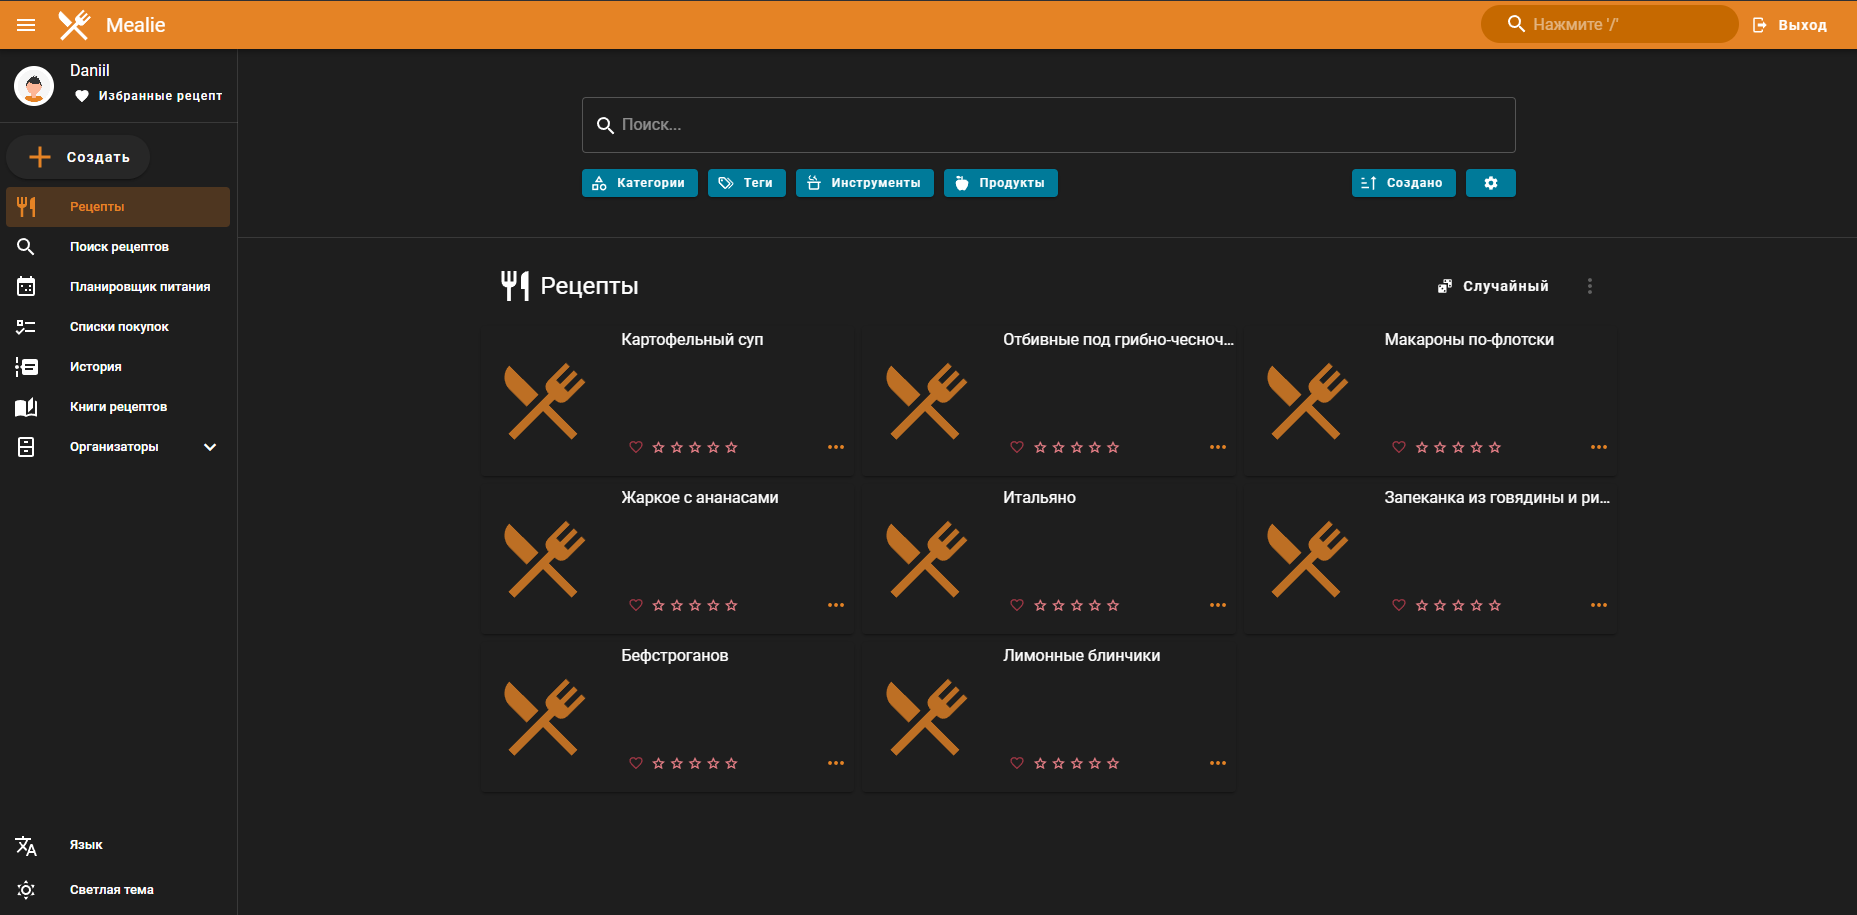 Mealie
Нажмите '/'
Выход
Daniil
Избранные рецепт
Создать
Рецепты
Поиск рецептов
Планировщик питания
Списки покупок
История
Книги рецептов
Организаторы
Язык
Светлая тема
Поиск...
Категории
Теги
Инструменты
Продукты
Создано
Рецепты
Случайный
Картофельный суп
Отбивные под грибно-чесноч...
Макароны по-флотски
Жаркое с ананасами
Итальяно
Запеканка из говядины и ри...
Бефстроганов
Лимонные блинчики